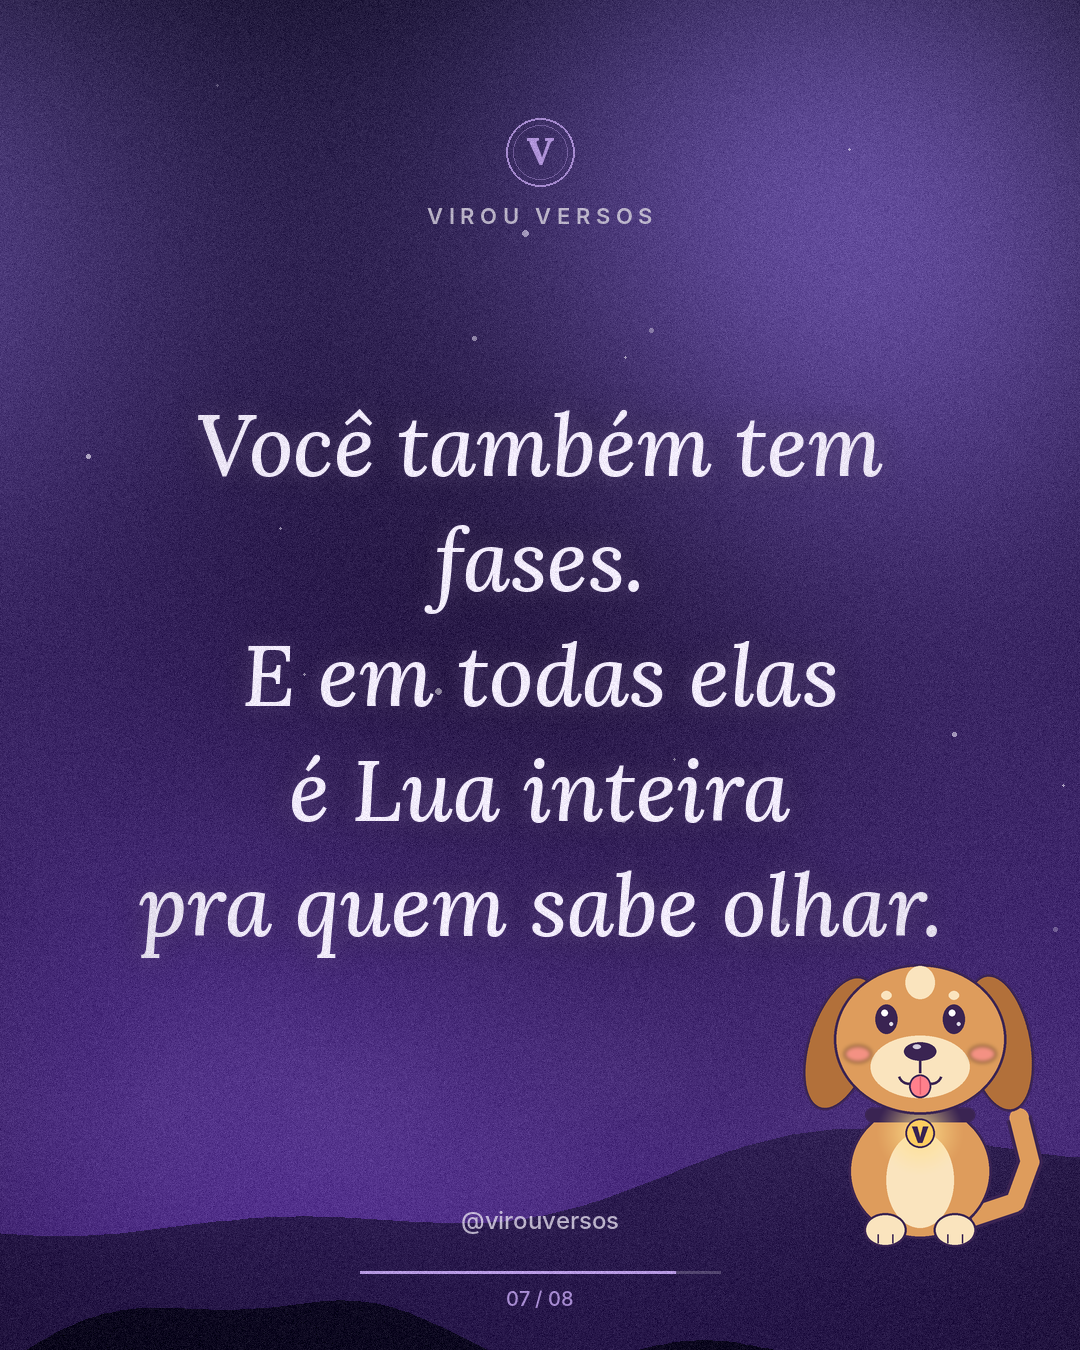 V
VIROU VERSOS
Você também tem
fases.
E em todas elas
é Lua inteira
pra quem sabe olhar.
V
@virouversos
07 / 08